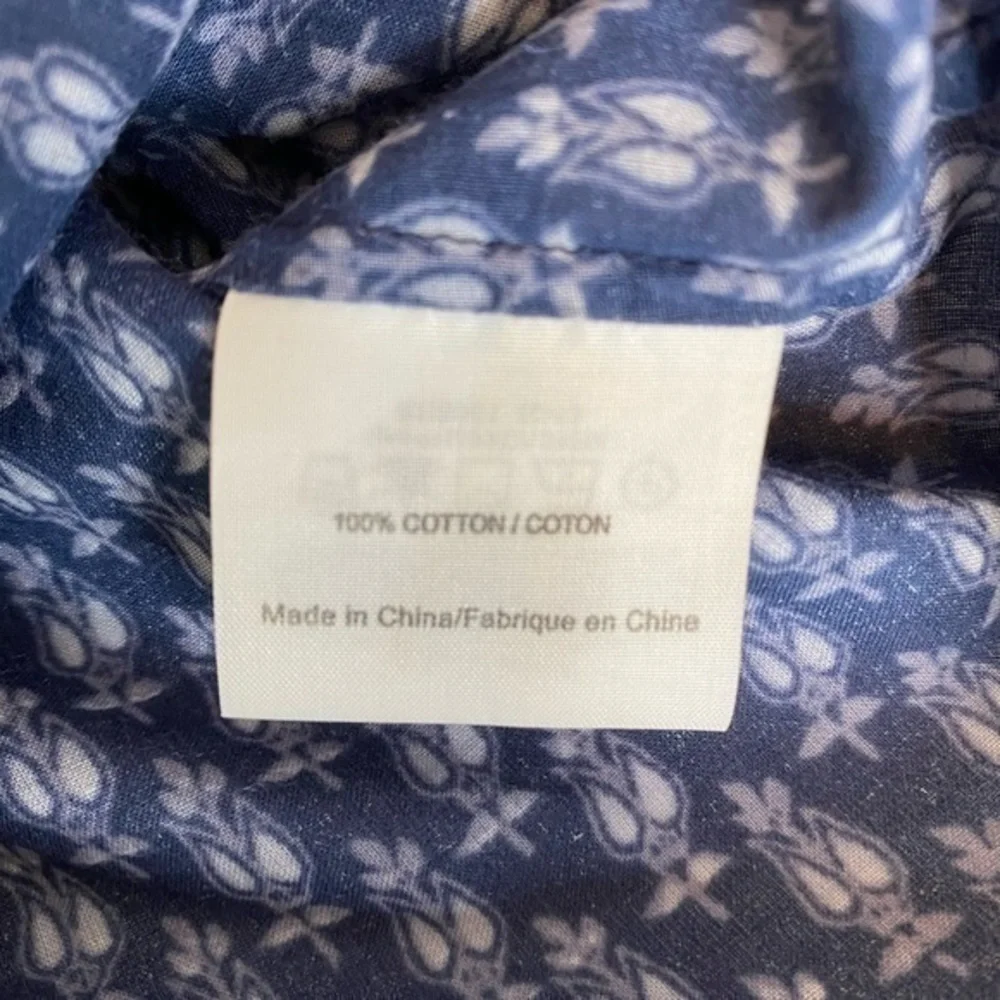 100% COTTON / COTON
Made in China/Fabrique en Chine